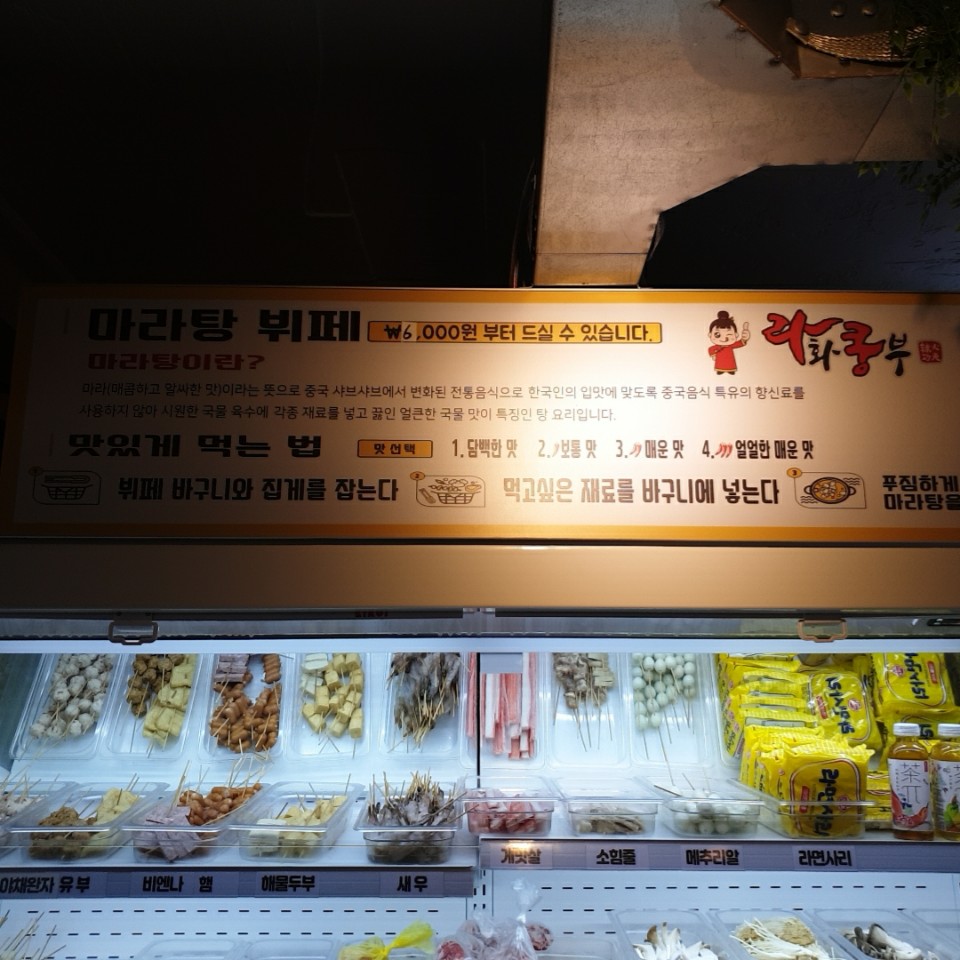 마라탕 뷔페 ₩6,000원 부터 드실 수 있습니다.
라화쿵부
마라탕이란?
마라(매콤하고 알싸한 맛)이라는 뜻으로 중국 샤브샤브에서 변화된 전통음식으로 한국인의 입맛에 맞도록 중국음식 특유의 향신료를
사용하지 않아 시원한 국물 육수에 각종 재료를 넣고 끓인 얼큰한 국물 맛이 특징인 탕 요리입니다.
맛있게 먹는 법 맛 선택 1. 담백한 맛 2. 보통 맛 3. 매운 맛 4. 얼얼한 매운 맛
뷔페 바구니와 집게를 잡는다 2 먹고싶은 재료를 바구니에 넣는다 3 푸짐하게
마라탕을
라면사리
개맛살 소힘줄 메추리알 라면사리
야채완자 유부 비엔나 햄 해물두부 새우